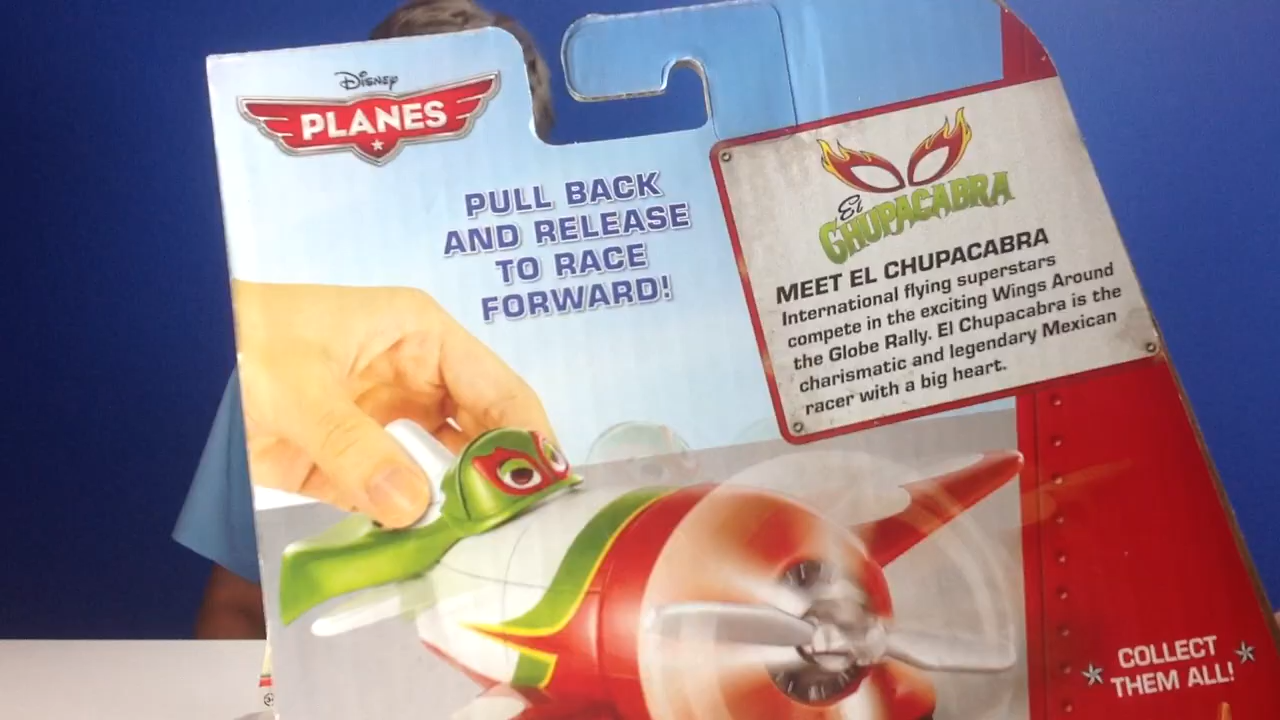 Disney
PLANES
PULL BACK
AND RELEASE
TO RACE
FORWARD!
El
CHUPACABRA
MEET EL CHUPACABRA
International flying superstars
compete in the exciting Wings Around
the Globe Rally. El Chupacabra is the
charismatic and legendary Mexican
racer with a big heart.
COLLECT
THEM ALL!